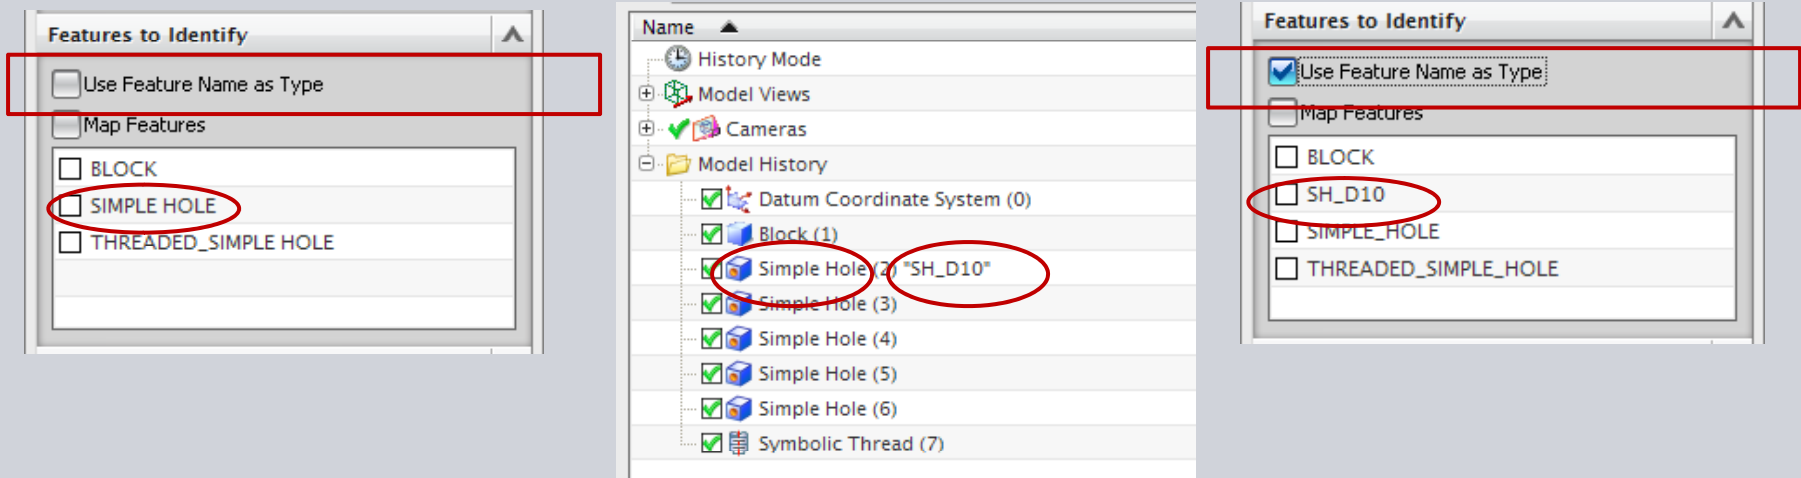 Features to Identify
Use Feature Name as Type
Map Features
BLOCK
SIMPLE HOLE
THREADED_SIMPLE HOLE
Name
History Mode
Model Views
Cameras
Model History
Datum Coordinate System (0)
Block (1)
Simple Hole (2) "SH_D10"
Simple Hole (3)
Simple Hole (4)
Simple Hole (5)
Simple Hole (6)
Symbolic Thread (7)
Features to Identify
Use Feature Name as Type
Map Features
BLOCK
SH_D10
SIMPLE_HOLE
THREADED_SIMPLE_HOLE